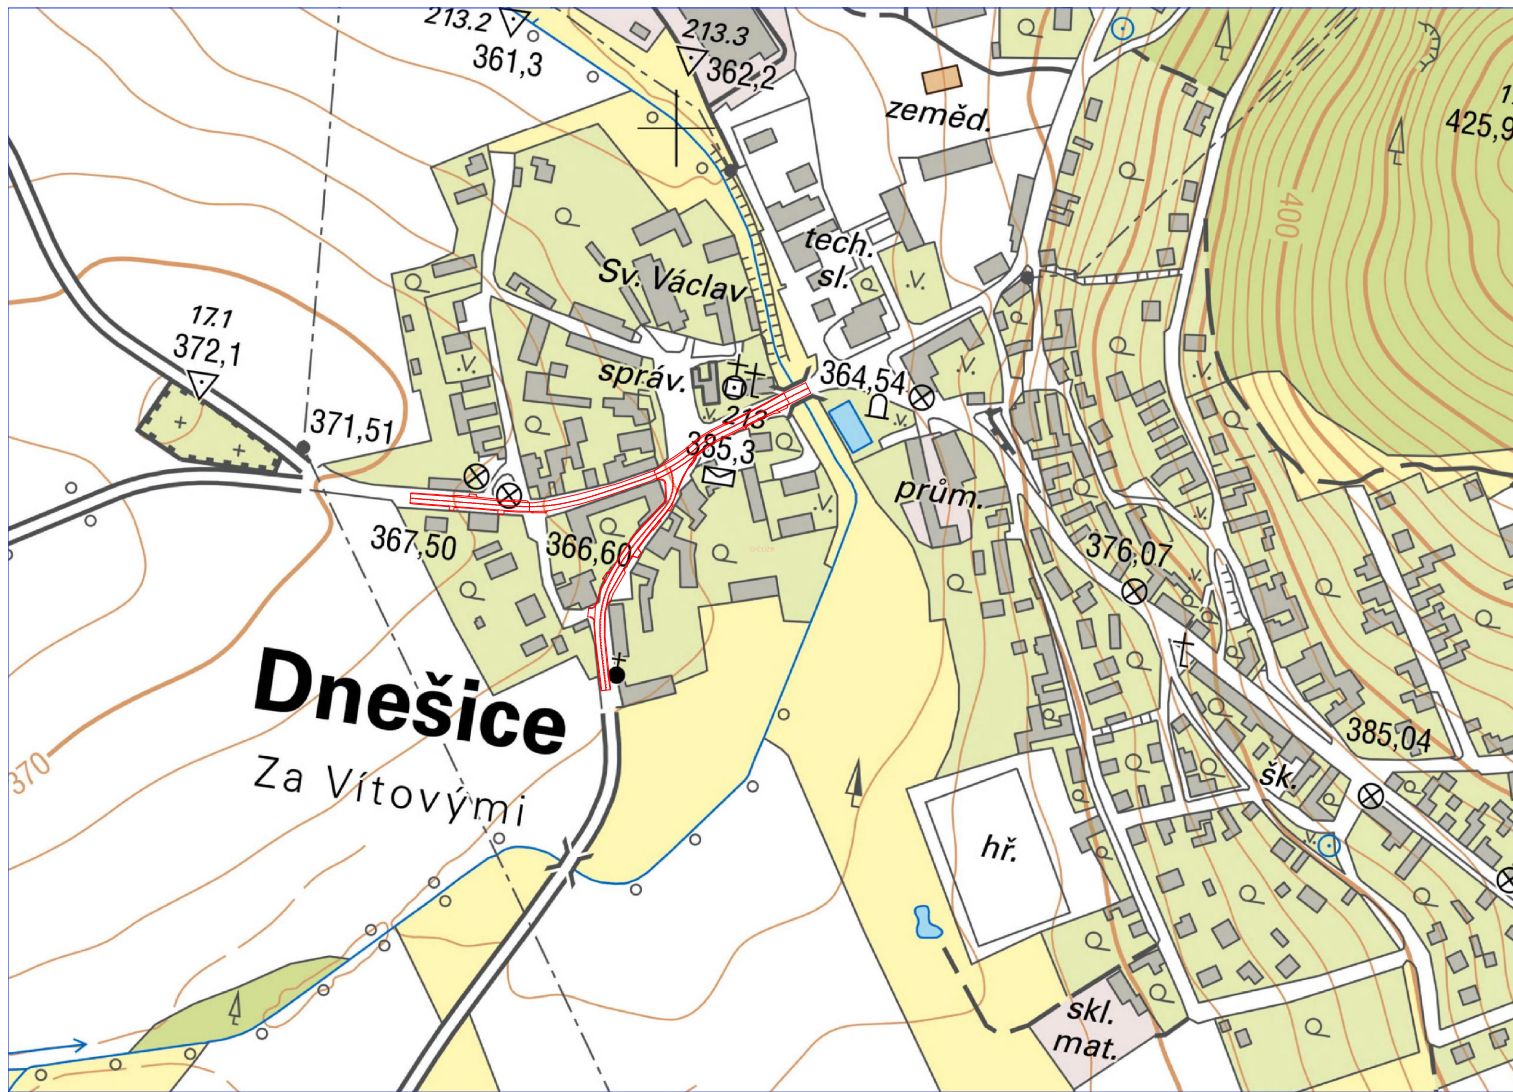 213.2
361,3
213.3
362,2
zeměd.
425,9
400
tech.
sl.
Sv. Václav
17.1
372,1
správ.
364,54
213
385,3
371,51
prům.
367,50
366,60
376,07
Dnešice
Za Vítovými
370
385,04
šk.
hř.
skl.
mat.